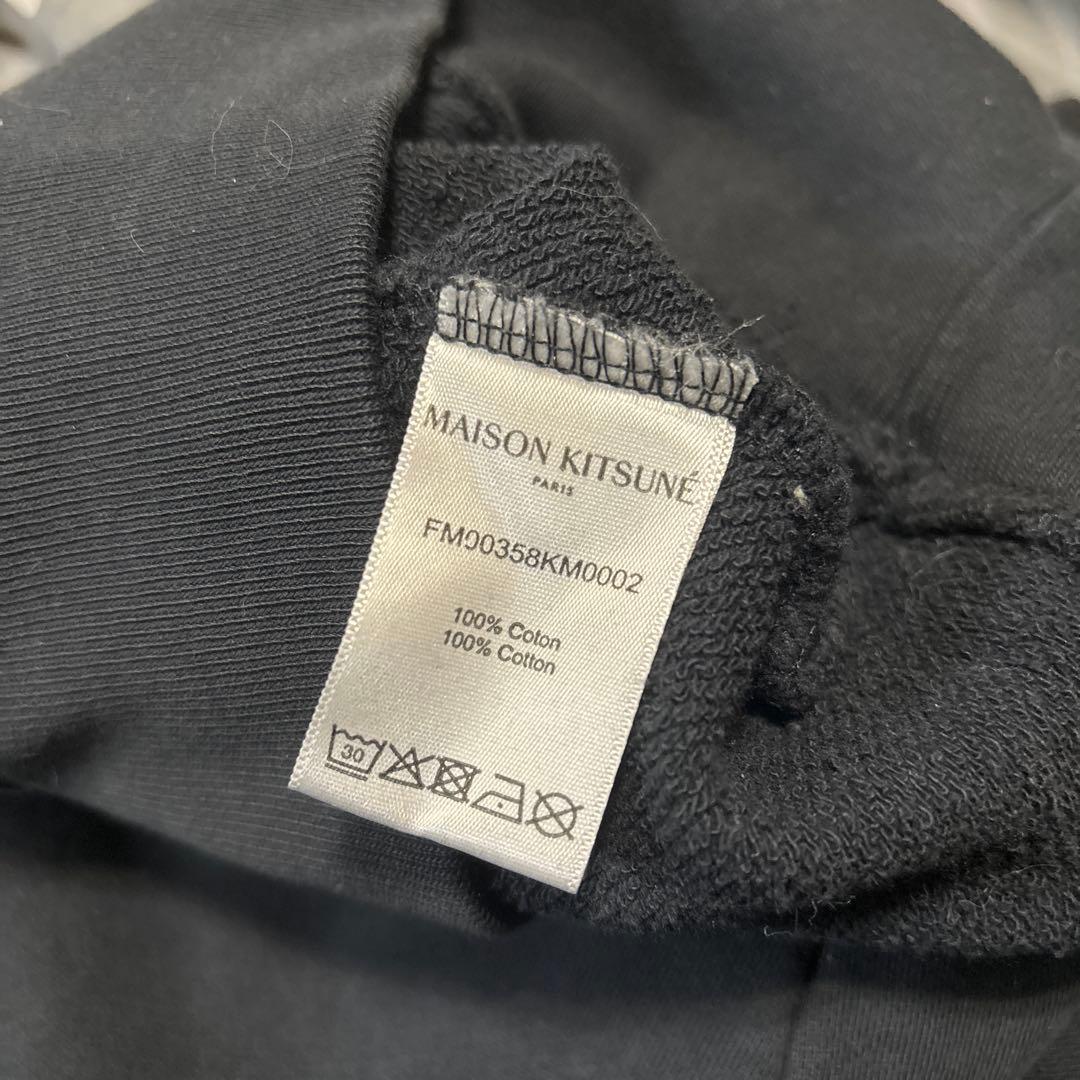 MAISON KITSUNÉ
PARIS
FM00358KM0002
100% Coton
100% Cotton
30